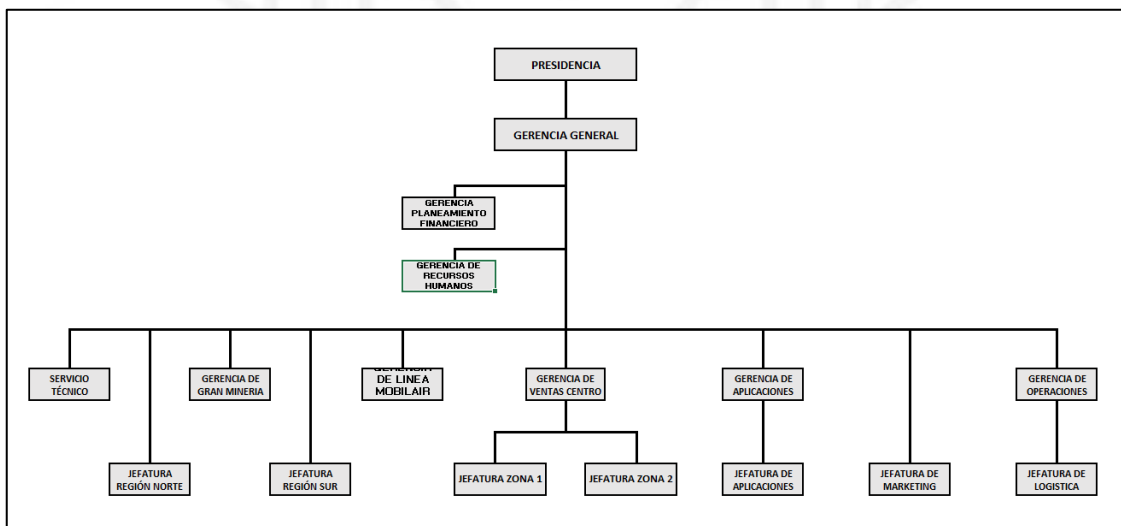 PRESIDENCIA
GERENCIA GENERAL
GERENCIA
PLANEAMIENTO
FINANCIERO
GERENCIA DE
RECURSOS
HUMANOS
SERVICIO
TÉCNICO
GERENCIA DE
GRAN MINERIA
GERENCIA
DE LINEA
MOBILAIR
GERENCIA DE
VENTAS CENTRO
GERENCIA DE
APLICACIONES
GERENCIA DE
OPERACIONES
JEFATURA
REGIÓN NORTE
JEFATURA
REGIÓN SUR
JEFATURA ZONA 1
JEFATURA ZONA 2
JEFATURA DE
APLICACIONES
JEFATURA DE
MARKETING
JEFATURA DE
LOGISTICA